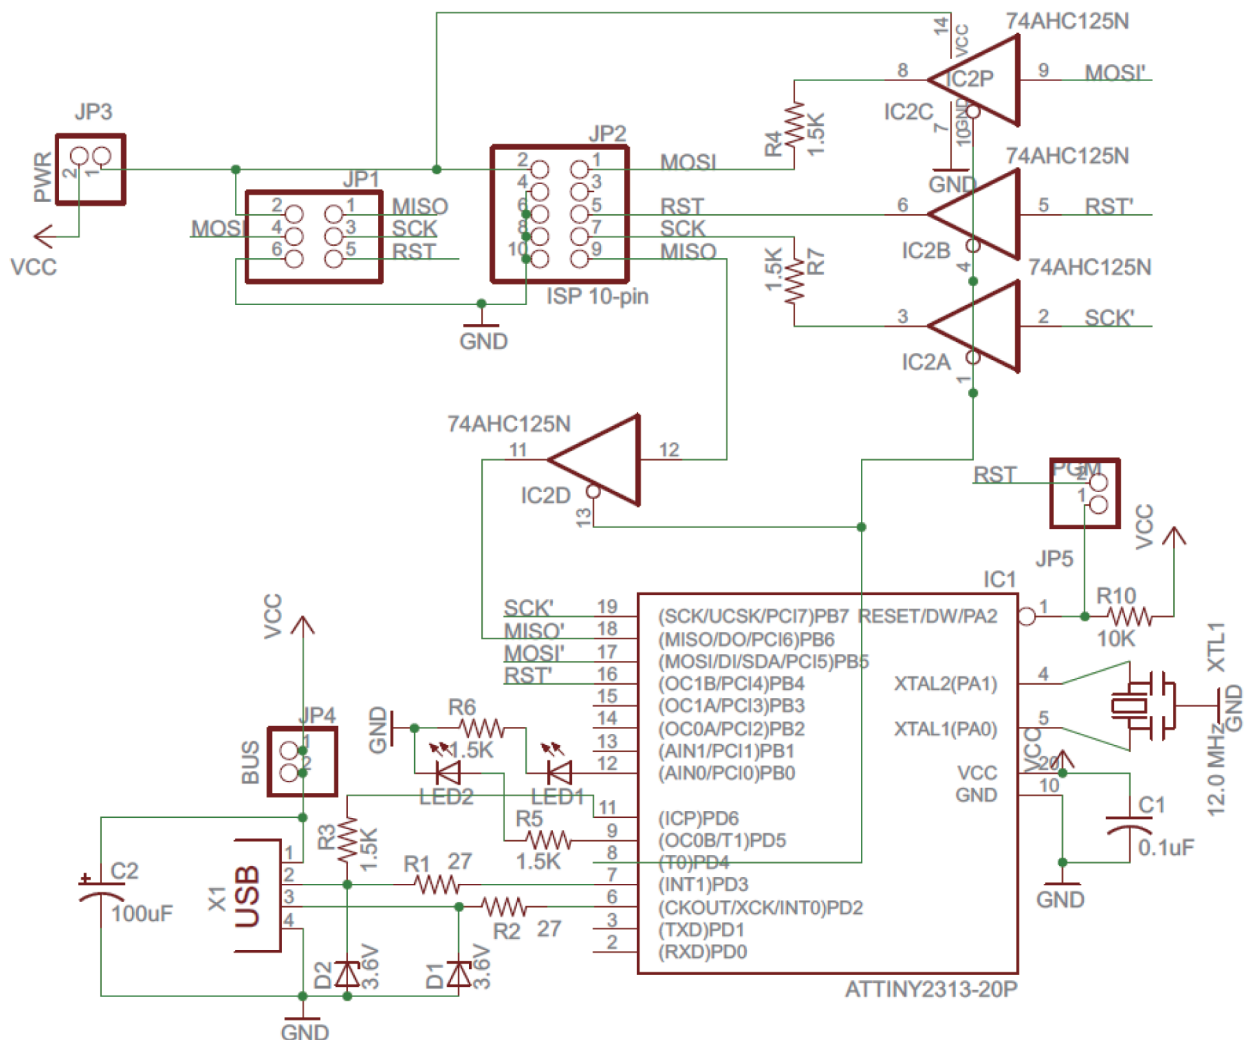 74AHC125N
14
VCC
8
IC2P
9
MOSI'
IC2C
7
10
GND
GND
R4
1.5K
JP3
PWR
2
1
VCC
JP1
2
1
MISO
MOSI
4
3
SCK
6
5
RST
JP2
2
1
MOSI
4
3
6
5
RST
8
7
SCK
10
9
MISO
ISP 10-pin
GND
1.5K
R7
74AHC125N
6
5
RST'
IC2B
4
74AHC125N
3
2
SCK'
IC2A
1
74AHC125N
11
12
IC2D
13
RST
PGM
2
1
JP5
VCC
IC1
1
R10
10K
SCK'
19
(SCK/UCSK/PCI7)PB7
RESET/DW/PA2
MISO'
18
(MISO/DO/PCI6)PB6
MOSI'
17
(MOSI/DI/SDA/PCI5)PB5
RST'
16
(OC1B/PCI4)PB4
XTAL2(PA1)
4
15
(OC1A/PCI3)PB3
14
(OC0A/PCI2)PB2
XTAL1(PA0)
5
13
(AIN1/PCI1)PB1
12
(AIN0/PCI0)PB0
VCC
20
GND
10
11
(ICP)PD6
9
(OC0B/T1)PD5
8
(T0)PD4
7
(INT1)PD3
6
(CKOUT/XCK/INT0)PD2
3
(TXD)PD1
2
(RXD)PD0
ATTINY2313-20P
XTL1
GND
12.0 MHz
VCC
C1
0.1uF
GND
GND
R6
1.5K
LED2
LED1
R5
1.5K
R3
1.5K
R1
27
R2
27
VCC
JP4
BUS
1
2
C2
100uF
X1
USB
1
2
3
4
D2
3.6V
D1
3.6V
GND